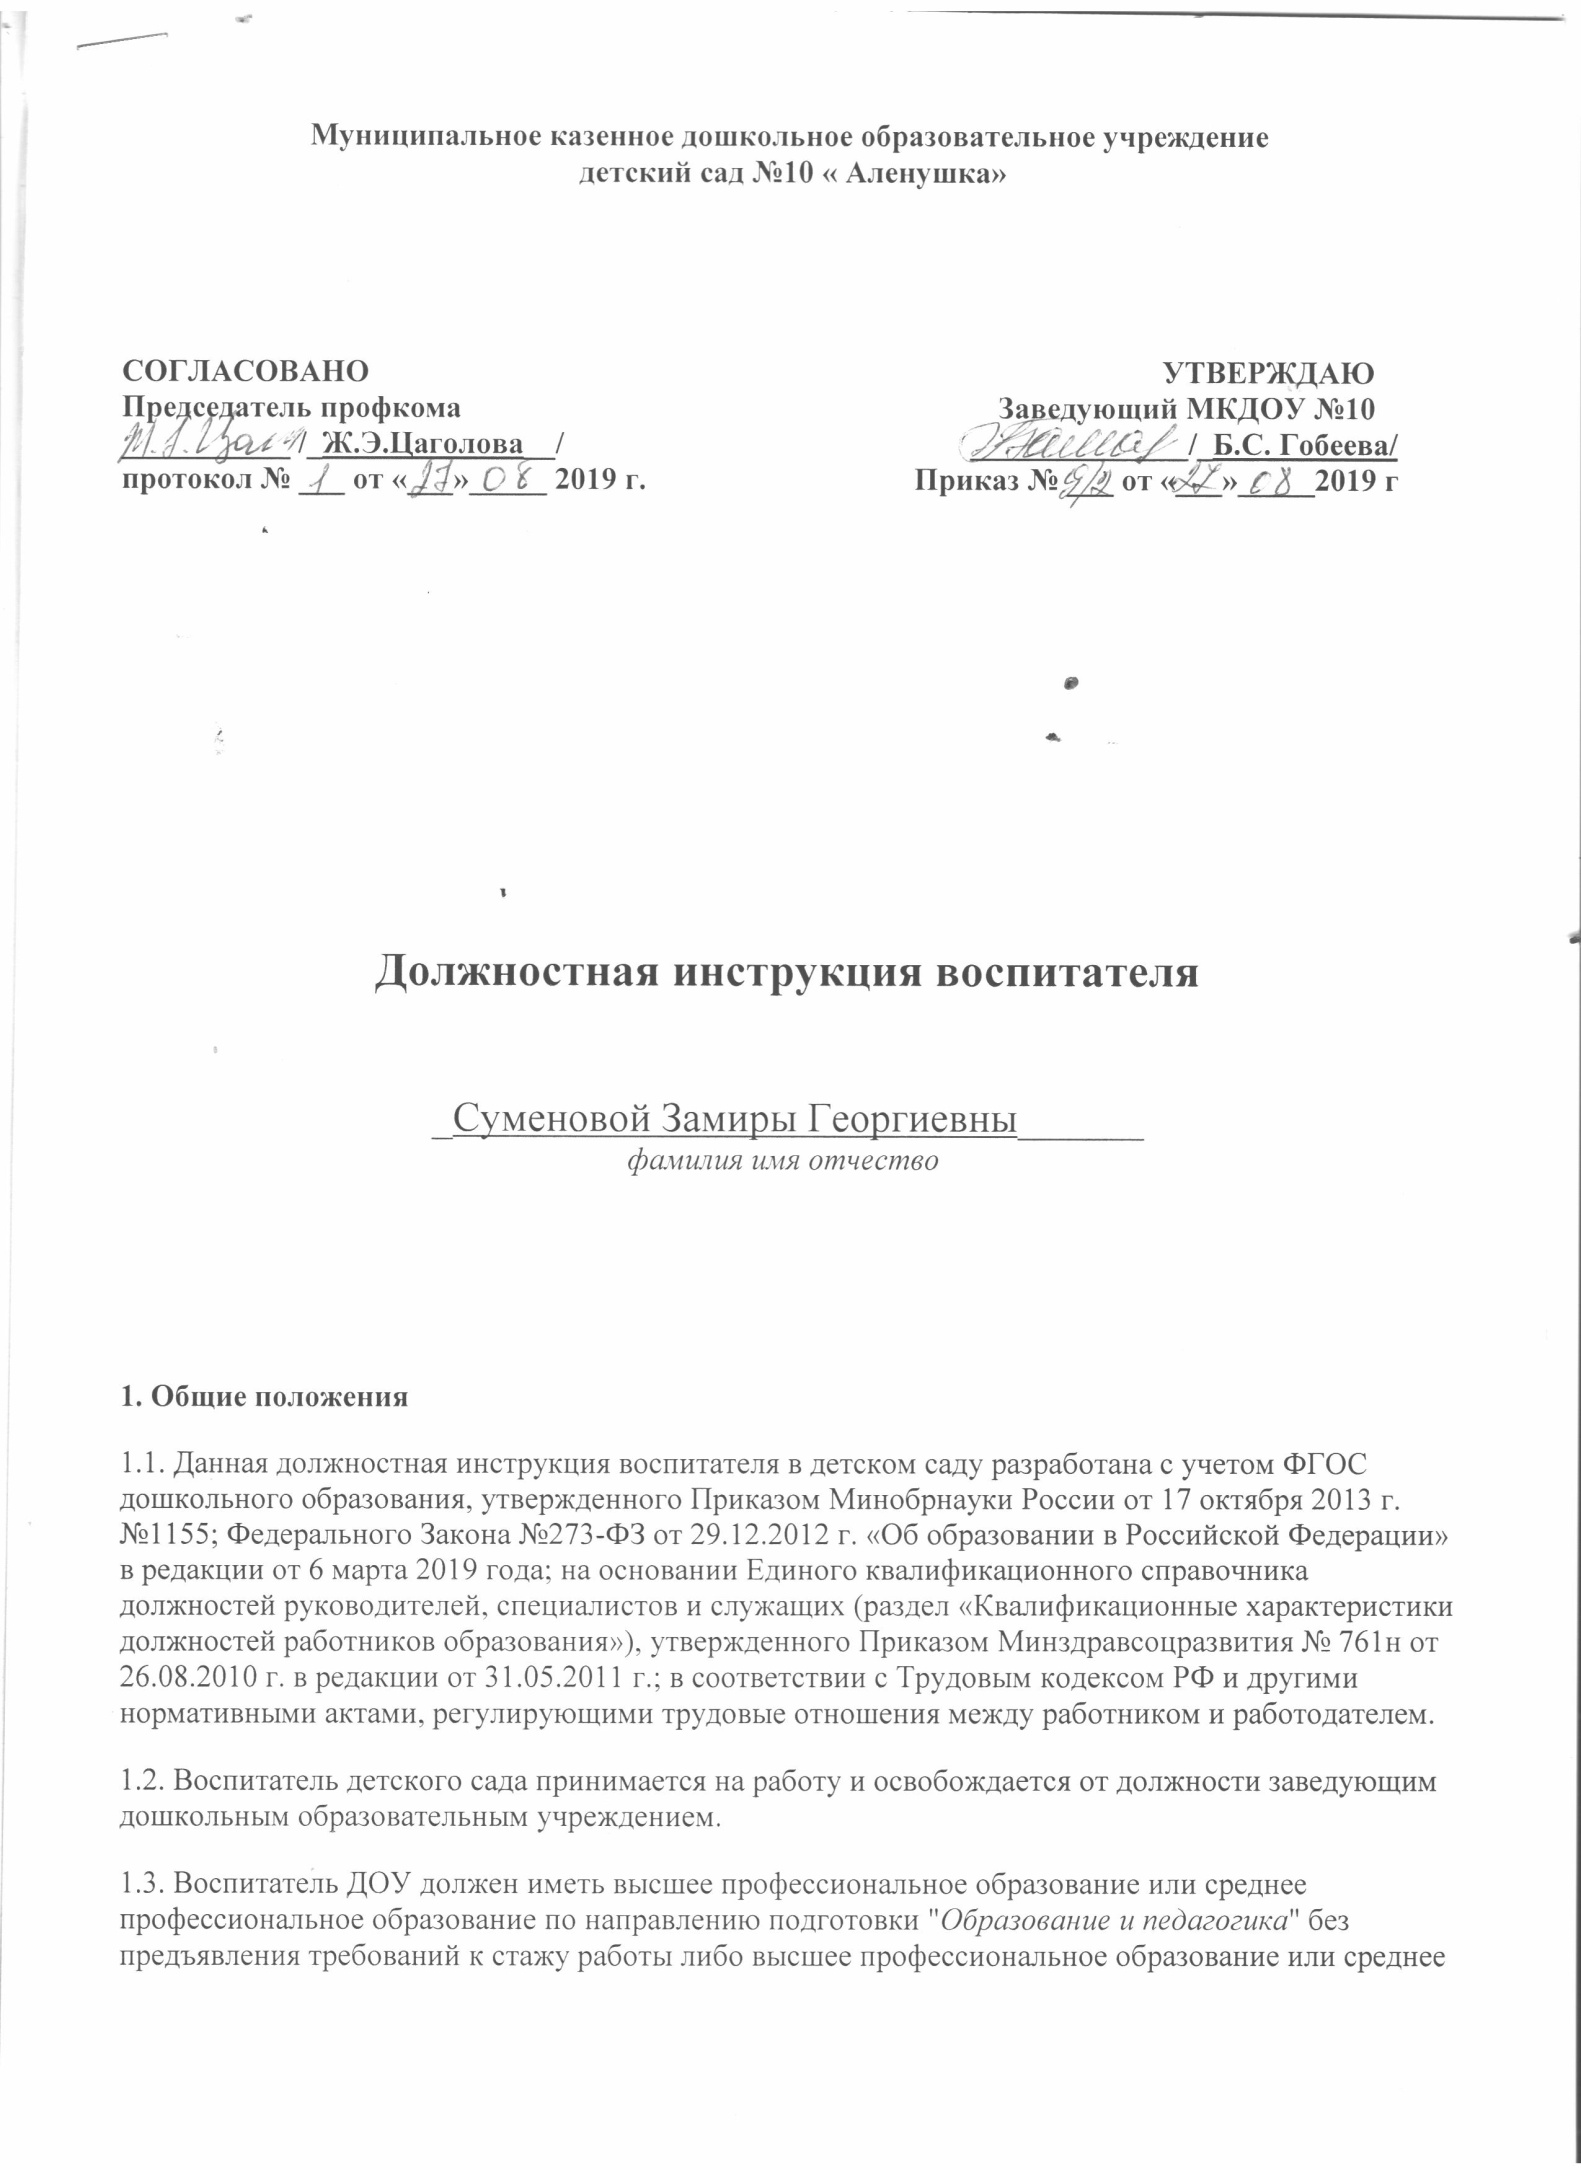 Муниципальное казенное дошкольное образовательное учреждение
детский сад №10 « Аленушка»
СОГЛАСОВАНО
Председатель профкома
/ Ж.Э.Цаголова /
протокол № 1 от «27» 08 2019 г.
УТВЕРЖДАЮ
Заведующий МКДОУ №10
/ Б.С. Гобеева/
Приказ № 9/2 от «27» 08 2019 г
Должностная инструкция воспитателя
Суменовой Замиры Георгиевны
фамилия имя отчество
1. Общие положения
1.1. Данная должностная инструкция воспитателя в детском саду разработана с учетом ФГОС
дошкольного образования, утвержденного Приказом Минобрнауки России от 17 октября 2013 г.
№1155; Федерального Закона №273-ФЗ от 29.12.2012 г. «Об образовании в Российской Федерации»
в редакции от 6 марта 2019 года; на основании Единого квалификационного справочника
должностей руководителей, специалистов и служащих (раздел «Квалификационные характеристики
должностей работников образования»), утвержденного Приказом Минздравсоцразвития № 761н от
26.08.2010 г. в редакции от 31.05.2011 г.; в соответствии с Трудовым кодексом РФ и другими
нормативными актами, регулирующими трудовые отношения между работником и работодателем.
1.2. Воспитатель детского сада принимается на работу и освобождается от должности заведующим
дошкольным образовательным учреждением.
1.3. Воспитатель ДОУ должен иметь высшее профессиональное образование или среднее
профессиональное образование по направлению подготовки "Образование и педагогика" без
предъявления требований к стажу работы либо высшее профессиональное образование или среднее